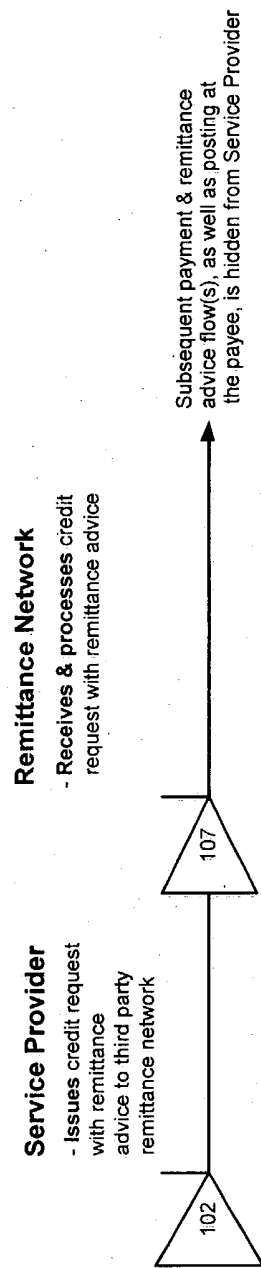 Service Provider
- Issues credit request
with remittance
advice to third party
remittance network
102
Remittance Network
- Receives & processes credit
request with remittance advice
107
Subsequent payment & remittance
advice flow(s), as well as posting at
the payee, is hidden from Service Provider